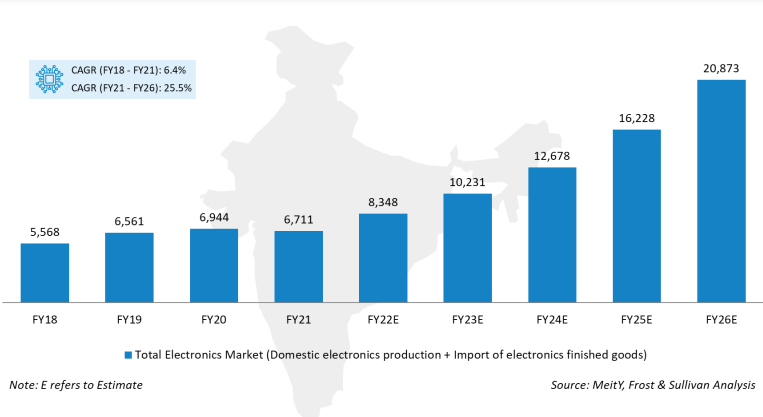 CAGR (FY18 - FY21): 6.4%
CAGR (FY21 - FY26): 25.5%
5,568
6,561
6,944
6,711
8,348
10,231
12,678
16,228
20,873
FY18
FY19
FY20
FY21
FY22E
FY23E
FY24E
FY25E
FY26E
Total Electronics Market (Domestic electronics production + Import of electronics finished goods)
Note: E refers to Estimate
Source: MeitY, Frost & Sullivan Analysis